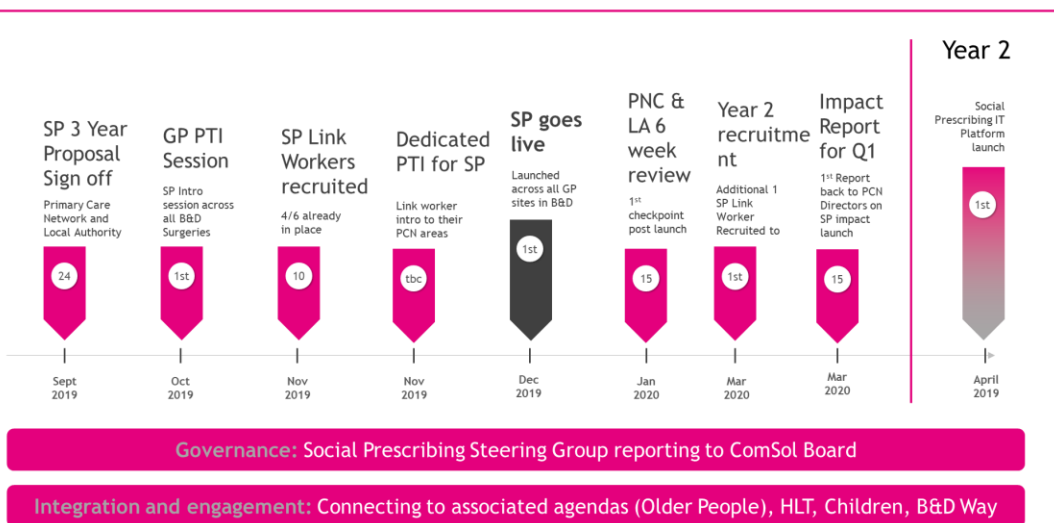 Year 2
SP 3 Year
Proposal
Sign off
Primary Care
Network and
Local Authority
24
Sept
2019
GP PTI
Session
SP Intro
session across
all B&D
Surgeries
1st
Oct
2019
SP Link
Workers
recruited
4/6 already
in place
10
Nov
2019
Dedicated
PTI for SP
Link worker
intro to their
PCN areas
tbc
Nov
2019
SP goes
live
Launched
across all GP
sites in B&D
1st
Dec
2019
PNC &
LA 6
week
review
1st
checkpoint
post launch
15
Jan
2020
Year 2
recruitme
nt
Additional 1
SP Link
Worker
Recruited to
1st
Mar
2020
Impact
Report
for Q1
1st Report
back to PCN
Directors on
SP impact
launch
15
Mar
2020
Social
Prescribing IT
Platform
launch
1st
April
2019
Governance: Social Prescribing Steering Group reporting to ComSol Board
Integration and engagement: Connecting to associated agendas (Older People), HLT, Children, B&D Way